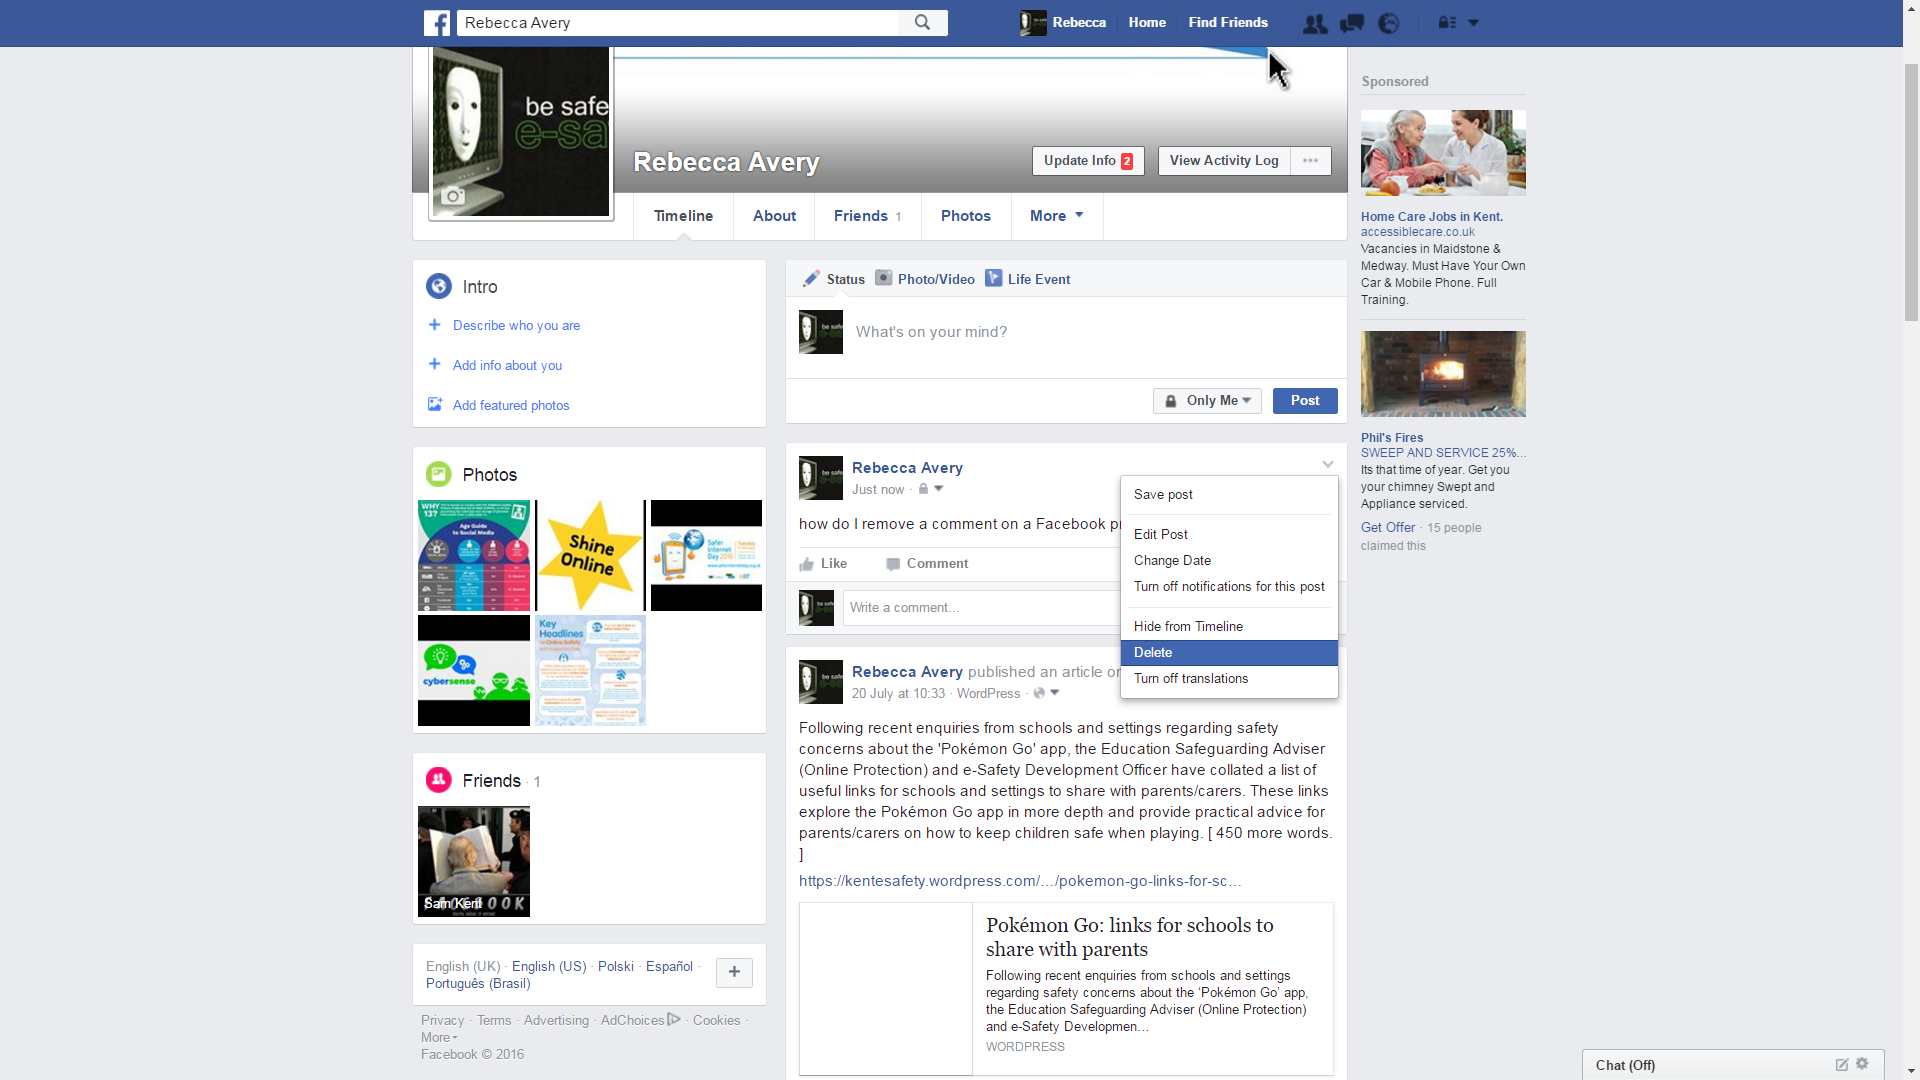 Rebecca Avery
Rebecca
Home
Find Friends
be safe
e-sa
Rebecca Avery
Update Info 2
View Activity Log
Timeline
About
Friends 1
Photos
More
Sponsored
Home Care Jobs in Kent.
accessiblecare.co.uk
Vacancies in Maidstone &
Medway. Must Have Your Own
Car & Mobile Phone. Full
Training.
Phil's Fires
SWEEP AND SERVICE 25%...
Its that time of year. Get you
your chimney Swept and
Appliance serviced.
Get Offer · 15 people
claimed this
Intro
Describe who you are
Add info about you
Add featured photos
Photos
WHY
13?
Age Guide
to Social Media
Shine
Online
Safer
Internet
Day 2016
cybersense
Key
Headlines
Friends · 1
Sam Kent
English (UK) · English (US) · Polski · Español ·
Português (Brasil)
Privacy · Terms · Advertising · AdChoices · Cookies ·
More
Facebook © 2016
Status
Photo/Video
Life Event
What's on your mind?
Only Me
Post
Rebecca Avery
Just now ·
how do I remove a comment on a Facebook pr
Like
Comment
Write a comment...
Save post
Edit Post
Change Date
Turn off notifications for this post
Hide from Timeline
Delete
Turn off translations
Rebecca Avery published an article on
20 July at 10:33 · WordPress ·
Following recent enquiries from schools and settings regarding safety
concerns about the 'Pokémon Go' app, the Education Safeguarding Adviser
(Online Protection) and e-Safety Development Officer have collated a list of
useful links for schools and settings to share with parents/carers. These links
explore the Pokémon Go app in more depth and provide practical advice for
parents/carers on how to keep children safe when playing. [ 450 more words.
]
https://kentesafety.wordpress.com/.../pokemon-go-links-for-sc...
Pokémon Go: links for schools to
share with parents
Following recent enquiries from schools and settings
regarding safety concerns about the ‘Pokémon Go’ app,
the Education Safeguarding Adviser (Online Protection)
and e-Safety Developmen…
WORDPRESS
Chat (Off)